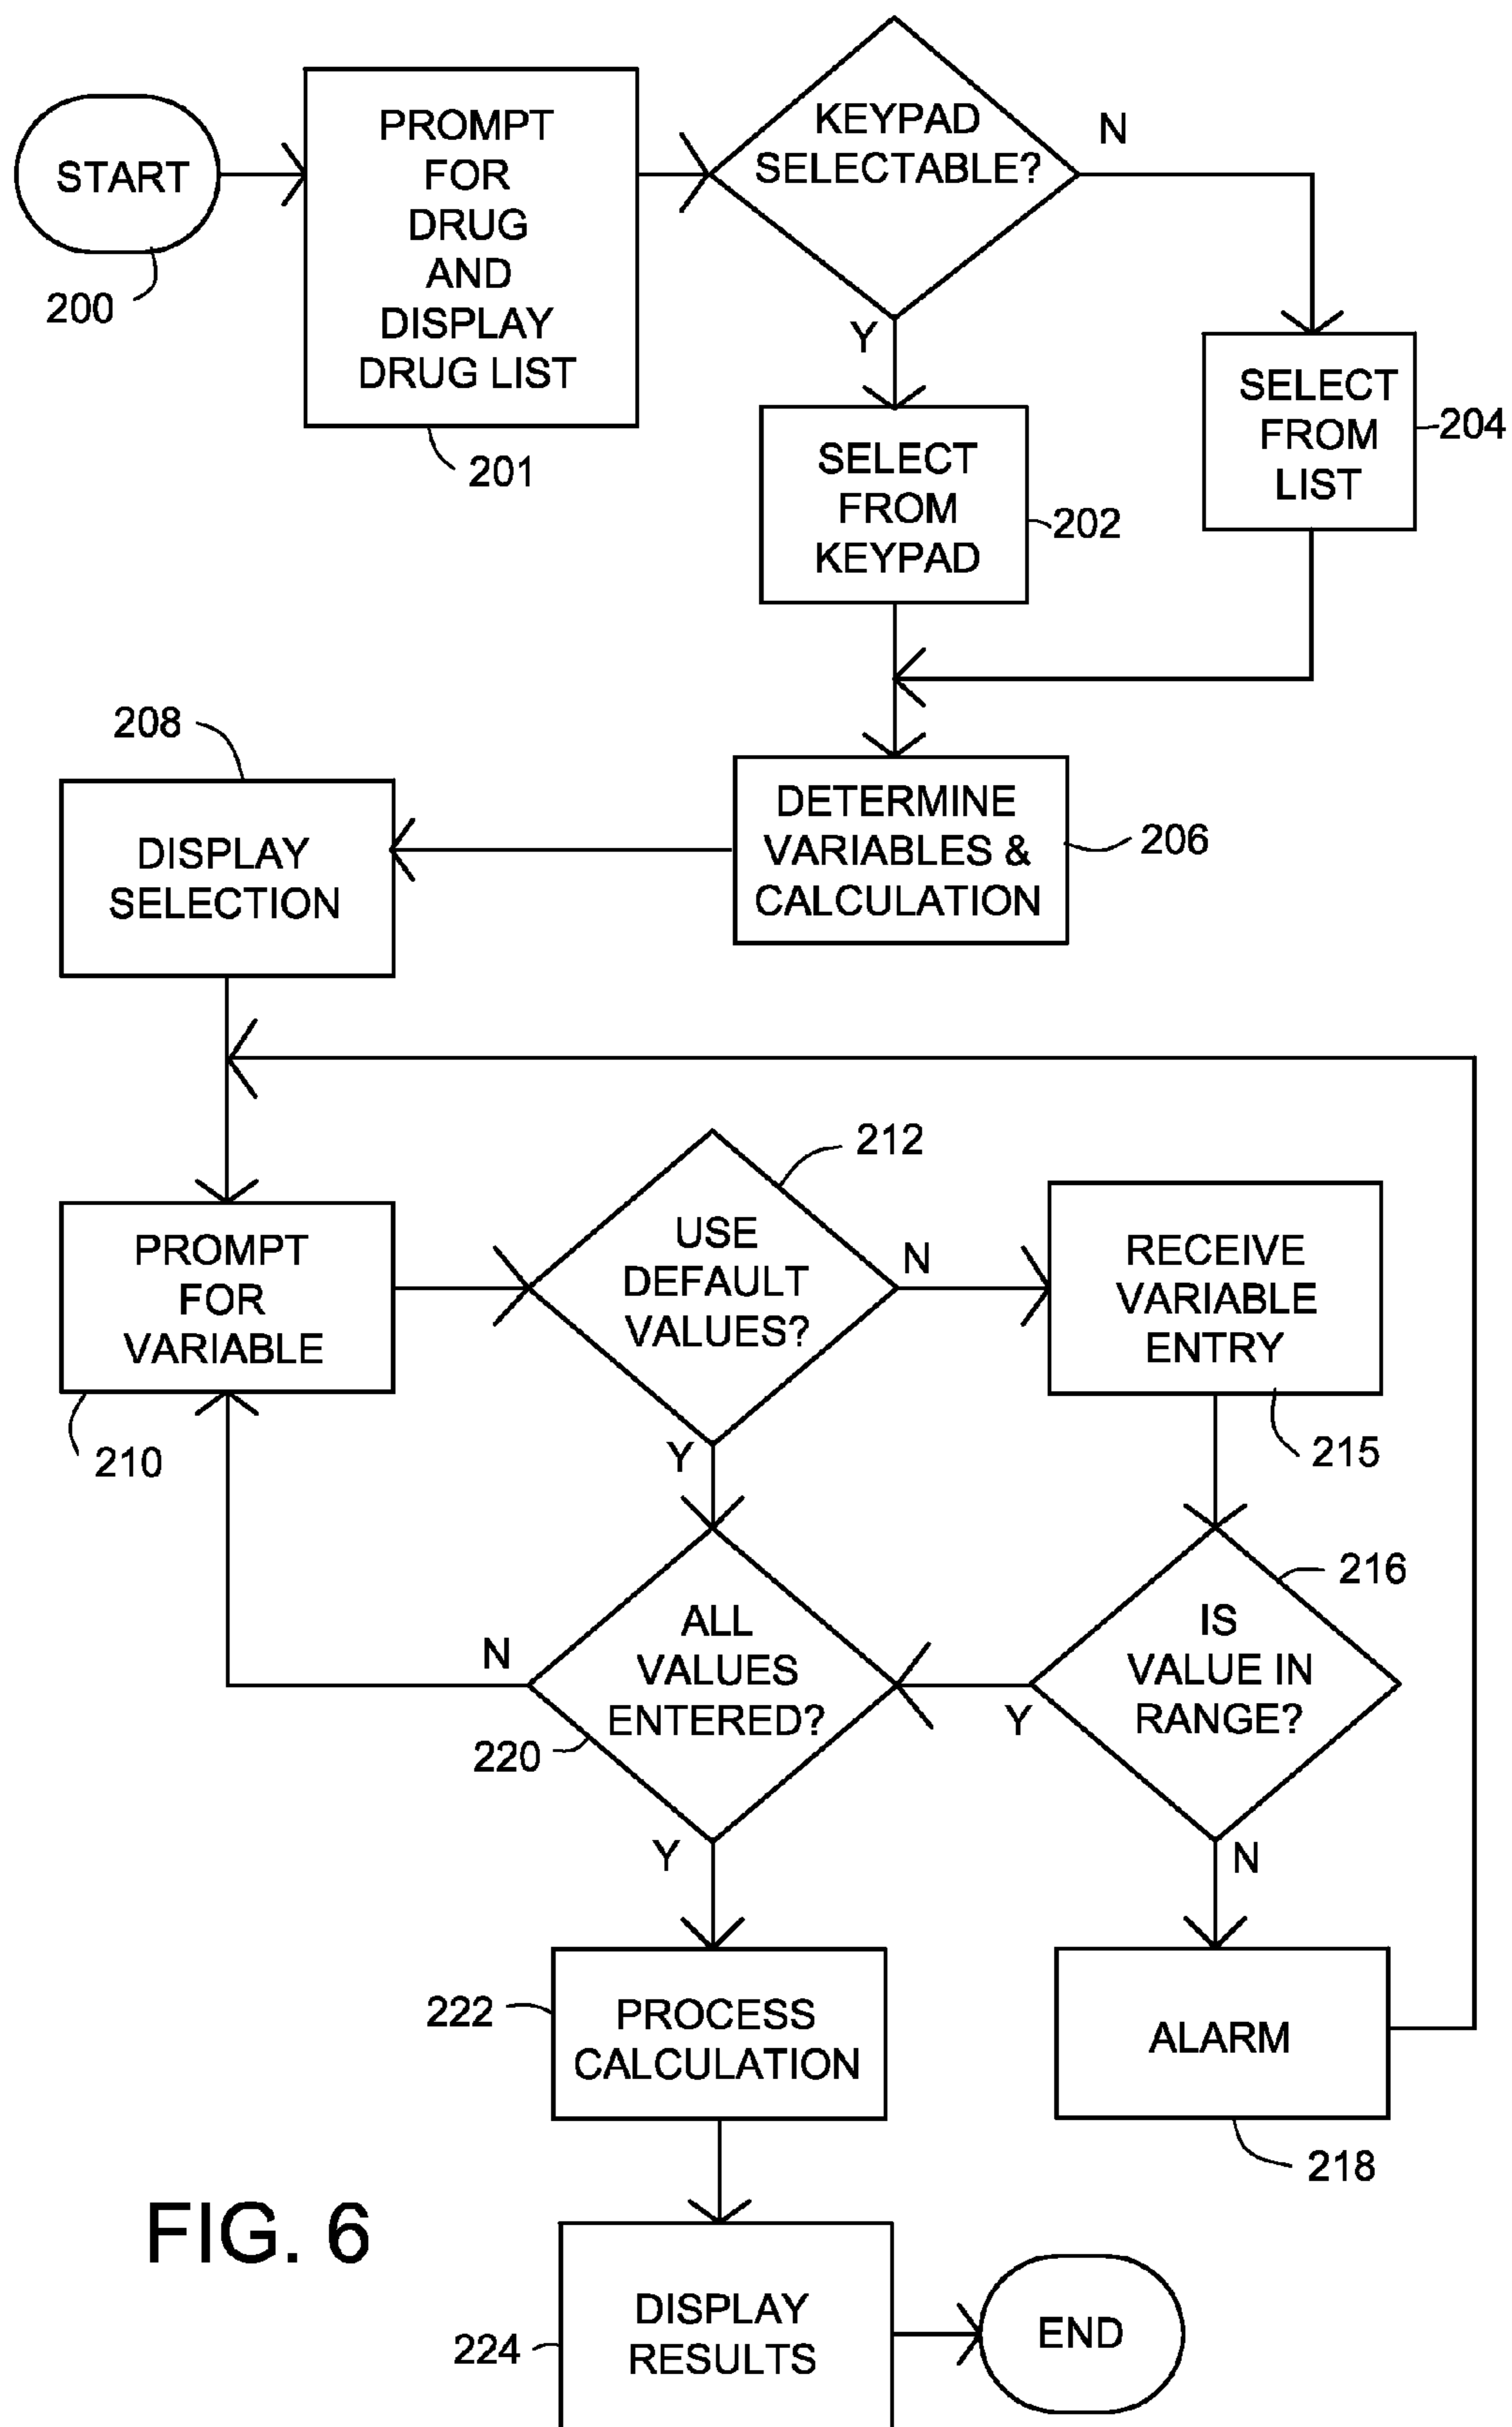 START
200
PROMPT
FOR
DRUG
AND
DISPLAY
DRUG LIST
201
KEYPAD
SELECTABLE?
N
Y
SELECT
FROM
LIST
204
SELECT
FROM
KEYPAD
202
208
DISPLAY
SELECTION
DETERMINE
VARIABLES &
CALCULATION
206
PROMPT
FOR
VARIABLE
210
212
USE
DEFAULT
VALUES?
N
Y
RECEIVE
VARIABLE
ENTRY
215
216
IS
VALUE IN
RANGE?
Y
N
ALL
VALUES
ENTERED?
N
220
Y
222
PROCESS
CALCULATION
ALARM
218
FIG. 6
224
DISPLAY
RESULTS
END